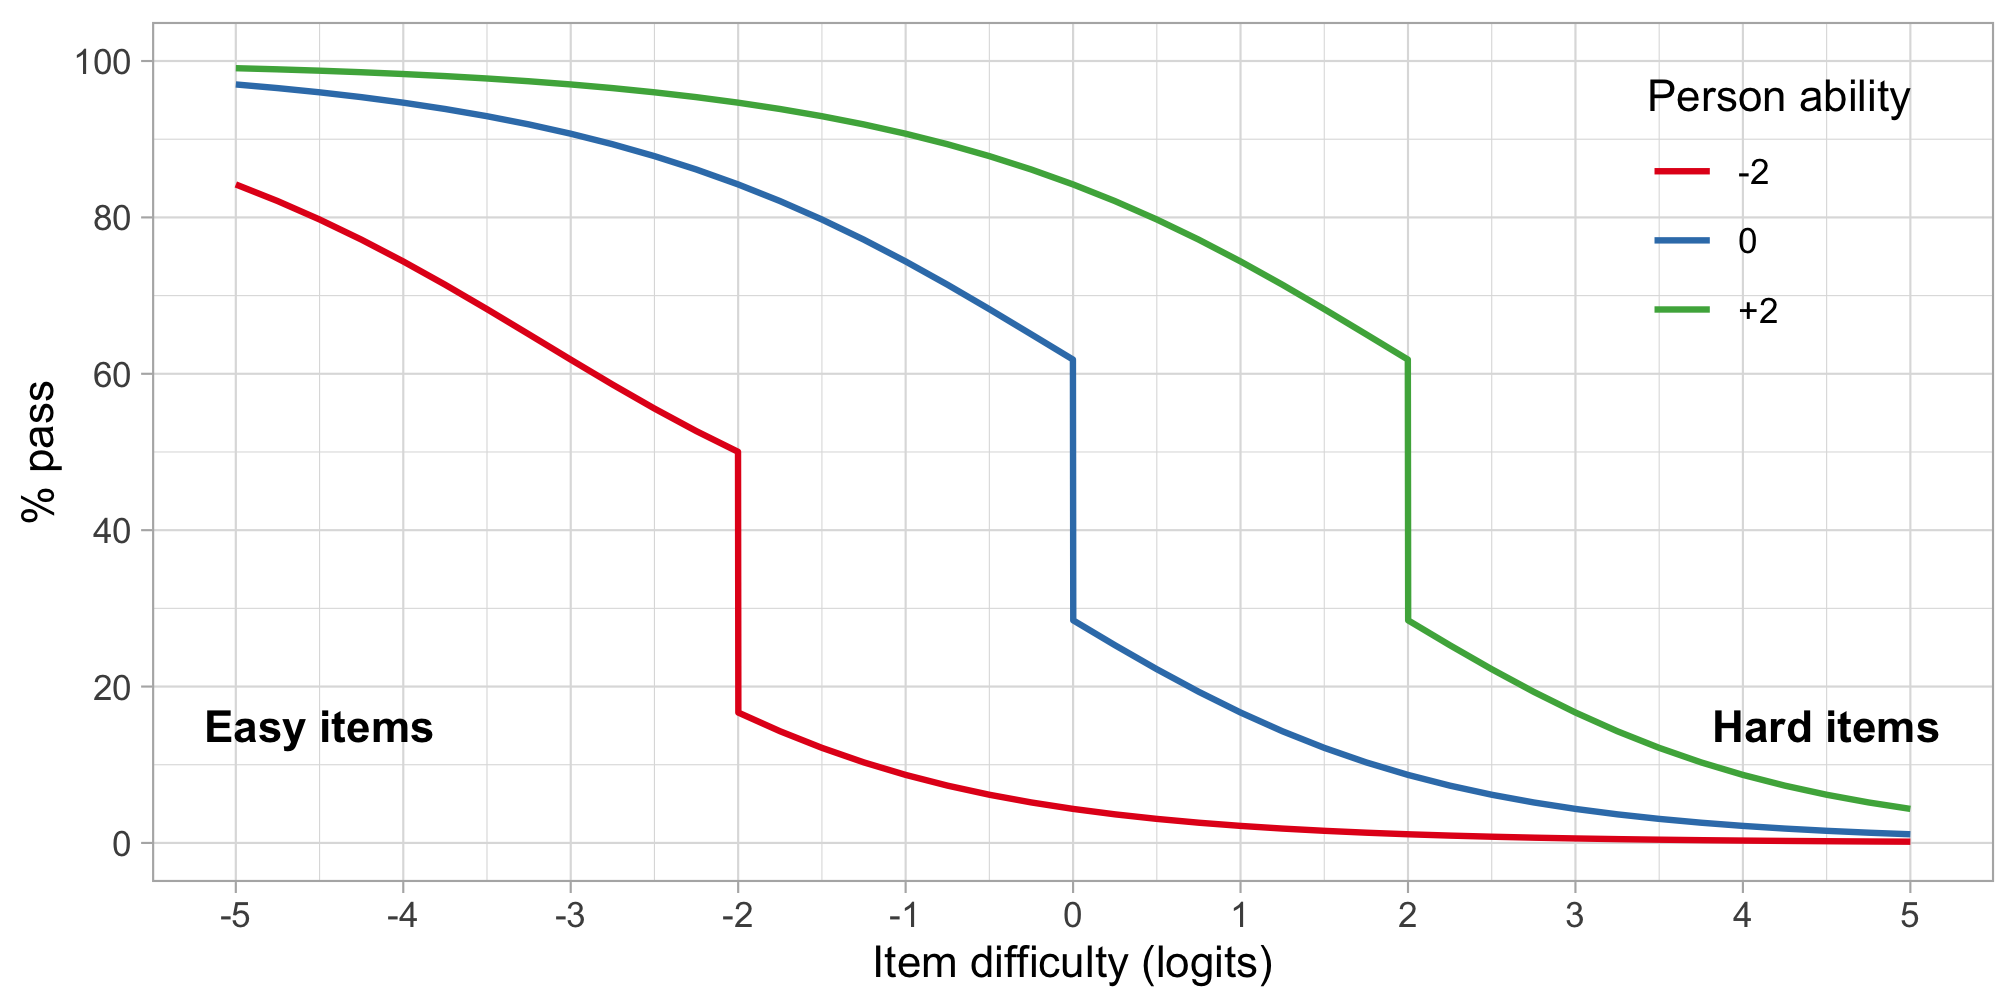 100
80
60
40
20
0
% pass
Person ability
-2
0
+2
Easy items
Hard items
-5 -4 -3 -2 -1 0 1 2 3 4 5
Item difficulty (logits)